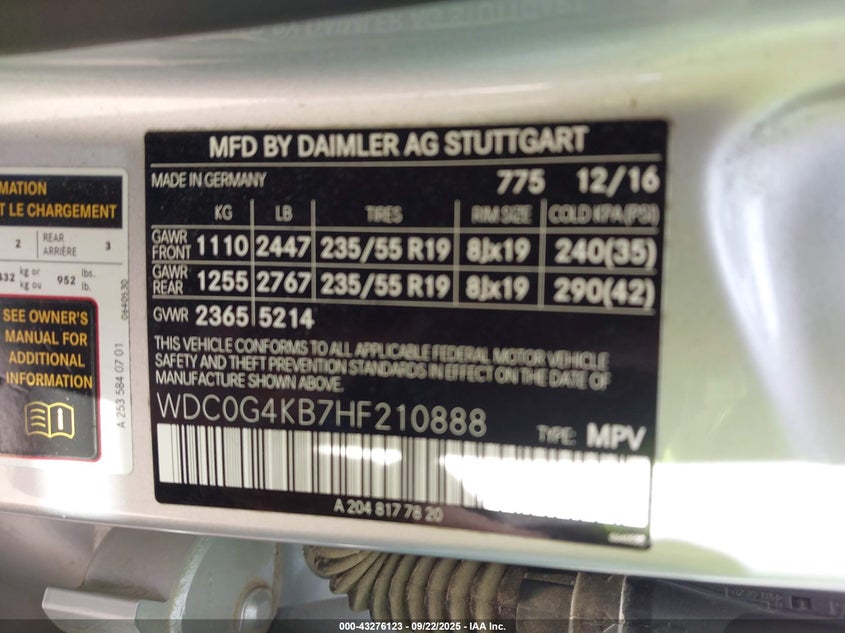 MFD BY DAIMLER AG STUTTGART
MADE IN GERMANY 775 12/16
KG LB TIRES RIM SIZE COLD KPA (PSI)
GAWR FRONT 1110 2447 235/55 R19 8Jx19 240(35)
GAWR REAR 1255 2767 235/55 R19 8Jx19 290(42)
GVWR 2365 5214
THIS VEHICLE CONFORMS TO ALL APPLICABLE FEDERAL MOTOR VEHICLE
SAFETY AND THEFT PREVENTION STANDARDS IN EFFECT ON THE DATE OF
MANUFACTURE SHOWN ABOVE.
WDC0G4KB7HF210888
TYPE: MPV
A 204 817 78 20
MATION
T LE CHARGEMENT
2 REAR ARRIÈRE 3
432 kg or kg ou 952 lbs. lb.
0640530
SEE OWNER'S
MANUAL FOR
ADDITIONAL
INFORMATION
A 253 584 07 01
000-43276123 - 09/22/2025 - IAA Inc.